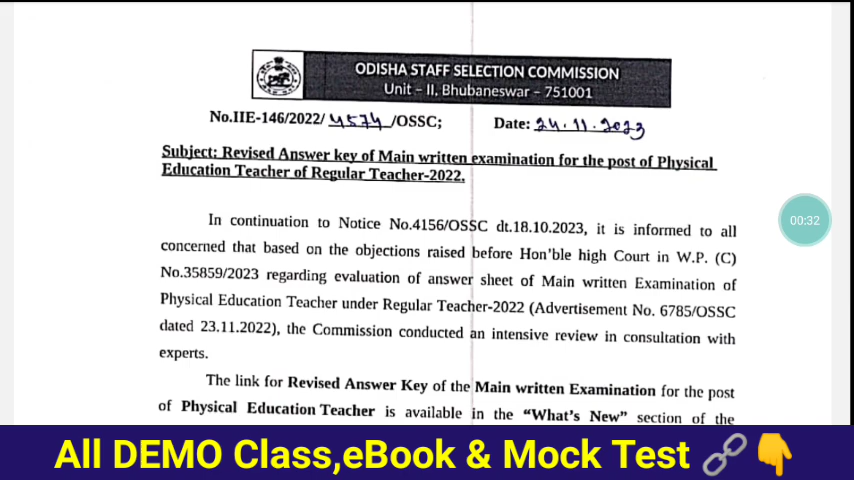 ODISHA STAFF SELECTION COMMISSION
Unit – II, Bhubaneswar – 751001
No.IIE-146/2022/ 4574 /OSSC; Date: 24.11.2023
Subject: Revised Answer key of Main written examination for the post of Physical
Education Teacher of Regular Teacher-2022.
In continuation to Notice No.4156/OSSC dt.18.10.2023, it is informed to all
concerned that based on the objections raised before Hon'ble high Court in W.P. (C)
No.35859/2023 regarding evaluation of answer sheet of Main written Examination of
Physical Education Teacher under Regular Teacher-2022 (Advertisement No. 6785/OSSC
dated 23.11.2022), the Commission conducted an intensive review in consultation with
experts.
The link for Revised Answer Key of the Main written Examination for the post
of Physical Education Teacher is available in the “What's New” section of the
00:32
All DEMO Class,eBook & Mock Test